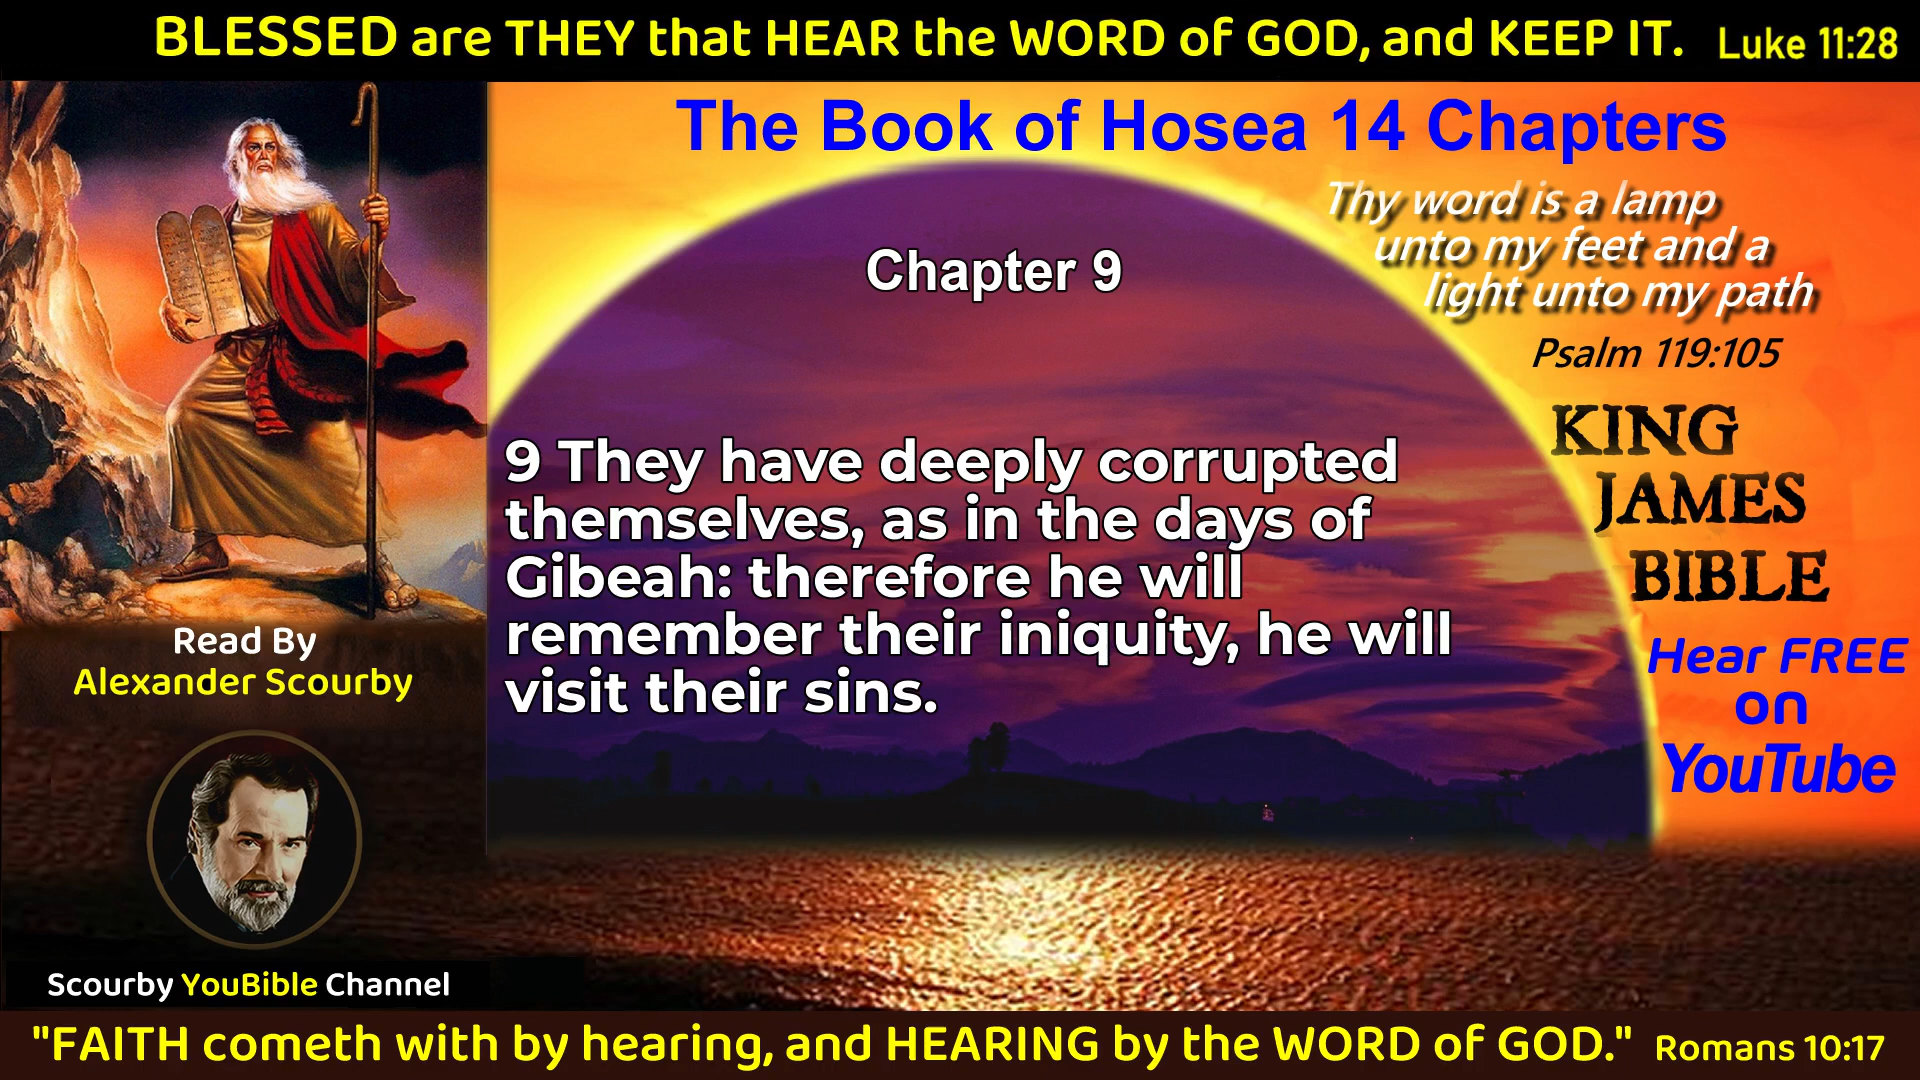 BLESSED are THEY that HEAR the WORD of GOD, and KEEP IT. Luke 11:28
The Book of Hosea 14 Chapters
Thy word is a lamp
unto my feet and a
light unto my path
Psalm 119:105
Chapter 9
KING
JAMES
BIBLE
9 They have deeply corrupted
themselves, as in the days of
Gibeah: therefore he will
remember their iniquity, he will
visit their sins.
Hear FREE
on
YouTube
Read By
Alexander Scourby
Scourby YouBible Channel
"FAITH cometh with by hearing, and HEARING by the WORD of GOD." Romans 10:17